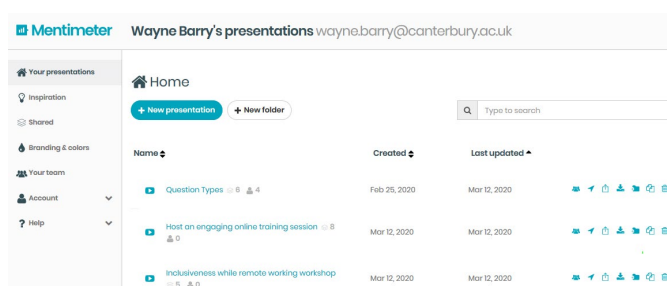 Mentimeter
Wayne Barry's presentations wayne.barry@canterbury.ac.uk
Your presentations
Inspiration
Shared
Branding & colors
Your team
Account
? Help
Home
+ New presentation
+ New folder
Type to search
Name Created Last updated
Question Types 6 4 Feb 25, 2020 Mar 12, 2020
Host an engaging online training session 8
0 Mar 12, 2020 Mar 12, 2020
Inclusiveness while remote working workshop
5 0 Mar 12, 2020 Mar 12, 2020